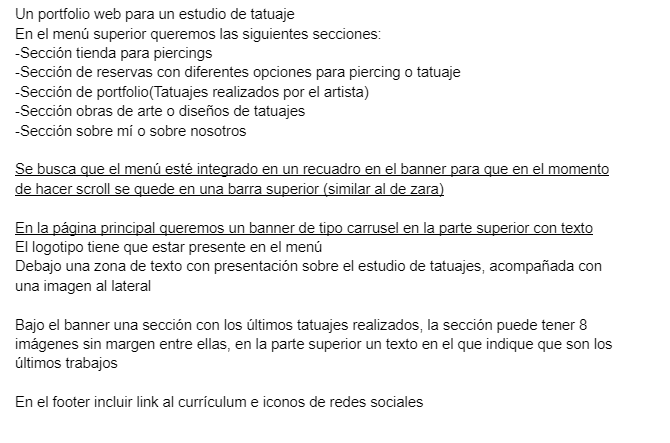 Un portfolio web para un estudio de tatuaje
En el menú superior queremos las siguientes secciones:
-Sección tienda para piercings
-Sección de reservas con diferentes opciones para piercing o tatuaje
-Sección de portfolio(Tatuajes realizados por el artista)
-Sección obras de arte o diseños de tatuajes
-Sección sobre mí o sobre nosotros
Se busca que el menú esté integrado en un recuadro en el banner para que en el momento
de hacer scroll se quede en una barra superior (similar al de zara)
En la página principal queremos un banner de tipo carrusel en la parte superior con texto
El logotipo tiene que estar presente en el menú
Debajo una zona de texto con presentación sobre el estudio de tatuajes, acompañada con
una imagen al lateral
Bajo el banner una sección con los últimos tatuajes realizados, la sección puede tener 8
imágenes sin margen entre ellas, en la parte superior un texto en el que indique que son los
últimos trabajos
En el footer incluir link al currículum e iconos de redes sociales